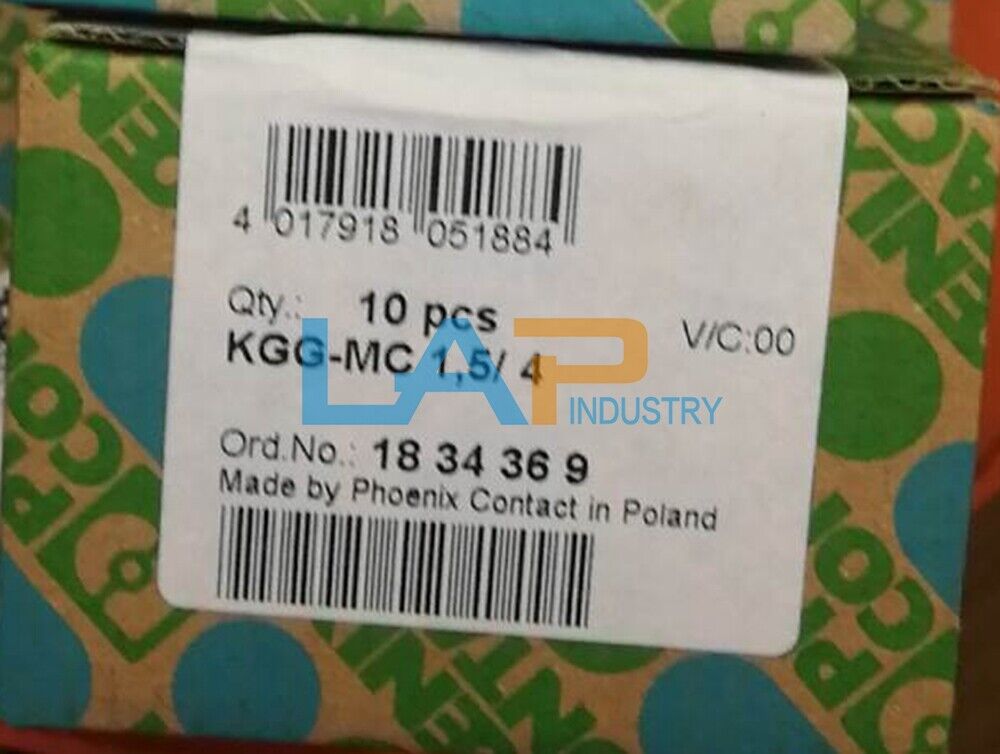 4 017918 051884
Qty.: 10 pcs
V/C:00
KGG-MC 1,5/ 4
LAP INDUSTRY
Ord.No.: 18 34 36 9
Made by Phoenix Contact in Poland